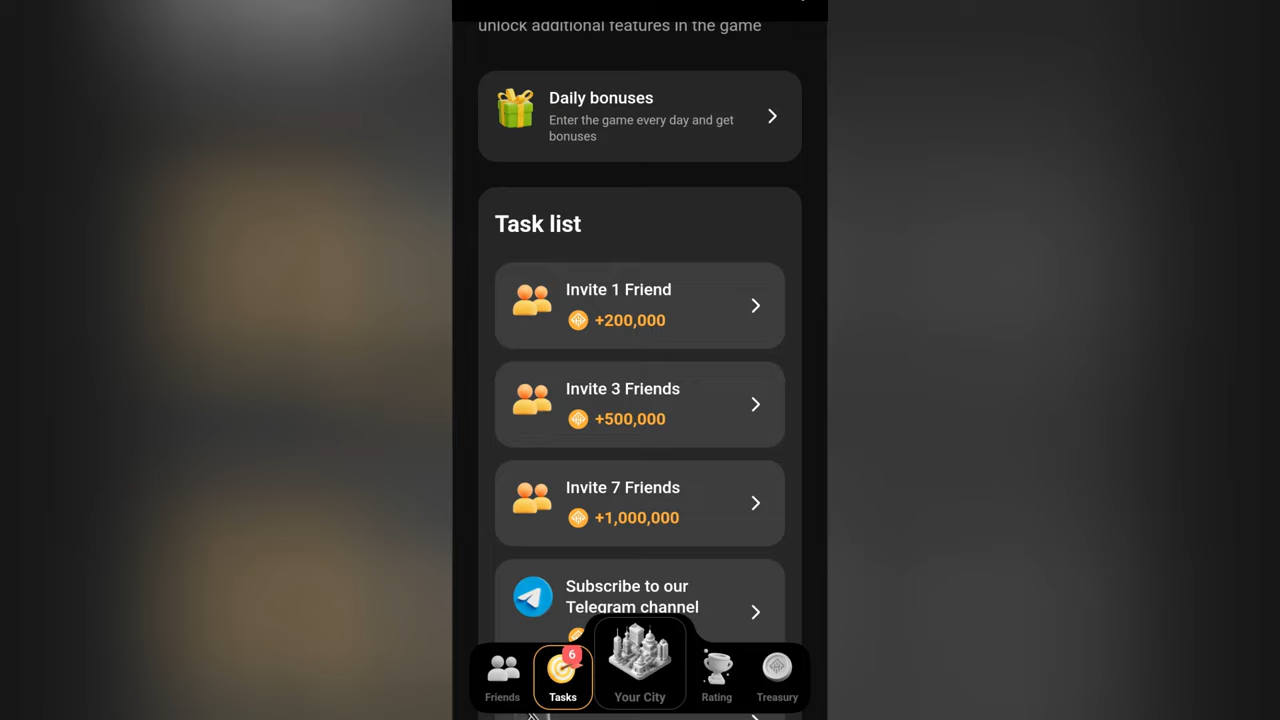 unlock additional features in the game
Daily bonuses
Enter the game every day and get
bonuses
Task list
Invite 1 Friend
+200,000
Invite 3 Friends
+500,000
Invite 7 Friends
+1,000,000
Subscribe to our
Telegram channel
6
Friends
Tasks
Your City
Rating
Treasury